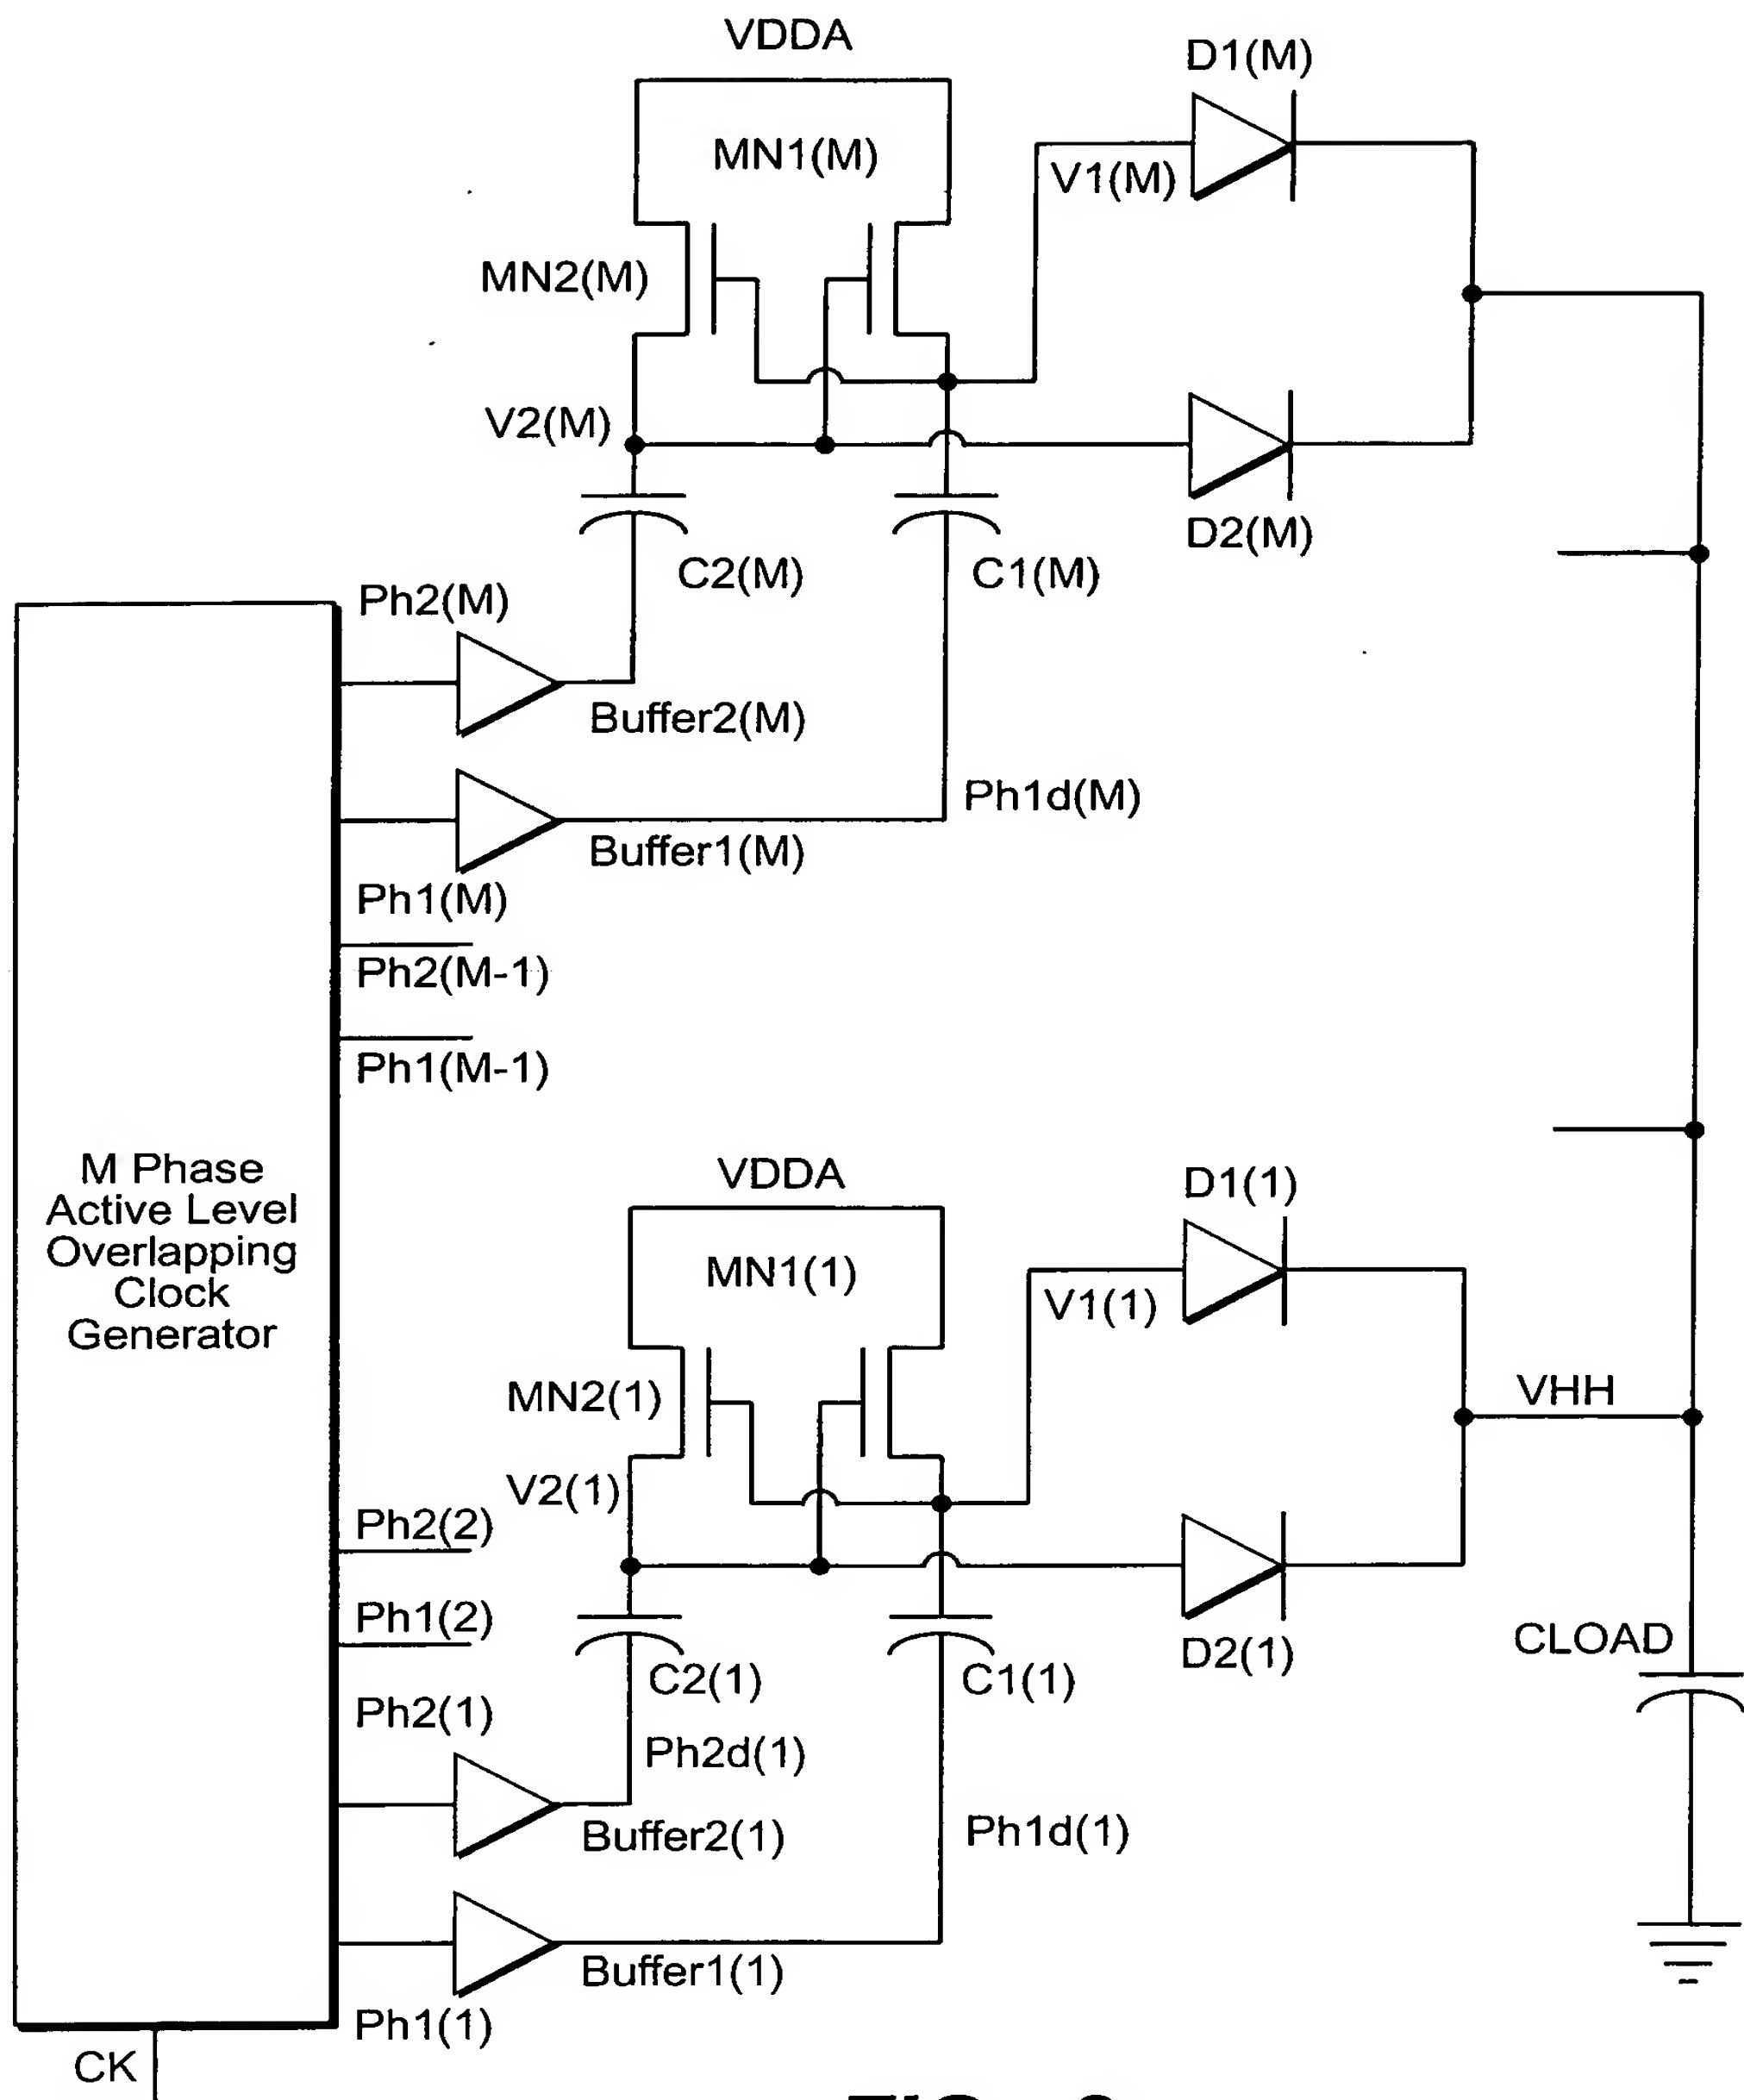 VDDA
D1(M)
MN1(M)
V1(M)
MN2(M)
V2(M)
D2(M)
C2(M)
C1(M)
Ph2(M)
Buffer2(M)
Ph1d(M)
Buffer1(M)
Ph1(M)
Ph2(M-1)
Ph1(M-1)
M Phase
Active Level
Overlapping
Clock
Generator
VDDA
D1(1)
MN1(1)
V1(1)
MN2(1)
VHH
V2(1)
Ph2(2)
Ph1(2)
CLOAD
D2(1)
C2(1)
C1(1)
Ph2(1)
Ph2d(1)
Ph1d(1)
Buffer2(1)
Buffer1(1)
Ph1(1)
CK